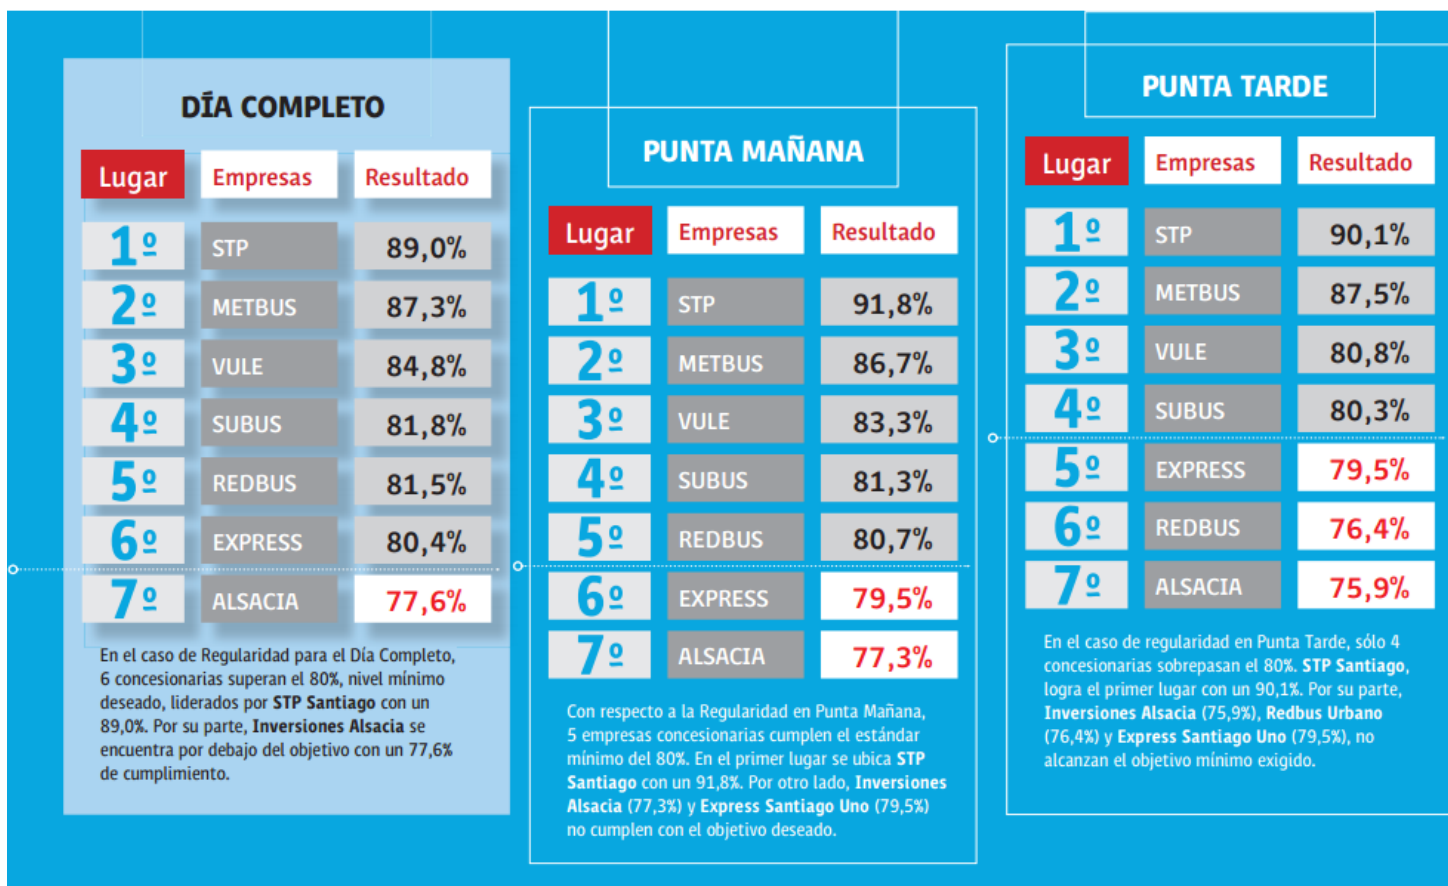 DÍA COMPLETO
Lugar Empresas Resultado
1º STP 89,0%
2º METBUS 87,3%
3º VULE 84,8%
4º SUBUS 81,8%
5º REDBUS 81,5%
6º EXPRESS 80,4%
7º ALSACIA 77,6%
En el caso de Regularidad para el Día Completo,
6 concesionarias superan el 80%, nivel mínimo
deseado, liderados por STP Santiago con un
89,0%. Por su parte, Inversiones Alsacia se
encuentra por debajo del objetivo con un 77,6%
de cumplimiento.
PUNTA MAÑANA
Lugar Empresas Resultado
1º STP 91,8%
2º METBUS 86,7%
3º VULE 83,3%
4º SUBUS 81,3%
5º REDBUS 80,7%
6º EXPRESS 79,5%
7º ALSACIA 77,3%
Con respecto a la Regularidad en Punta Mañana,
5 empresas concesionarias cumplen el estándar
mínimo del 80%. En el primer lugar se ubica STP
Santiago con un 91,8%. Por otro lado, Inversiones
Alsacia (77,3%) y Express Santiago Uno (79,5%)
no cumplen con el objetivo deseado.
PUNTA TARDE
Lugar Empresas Resultado
1º STP 90,1%
2º METBUS 87,5%
3º VULE 80,8%
4º SUBUS 80,3%
5º EXPRESS 79,5%
6º REDBUS 76,4%
7º ALSACIA 75,9%
En el caso de regularidad en Punta Tarde, sólo 4
concesionarias sobrepasan el 80%. STP Santiago,
logra el primer lugar con un 90,1%. Por su parte,
Inversiones Alsacia (75,9%), Redbus Urbano
(76,4%) y Express Santiago Uno (79,5%), no
alcanzan el objetivo mínimo exigido.